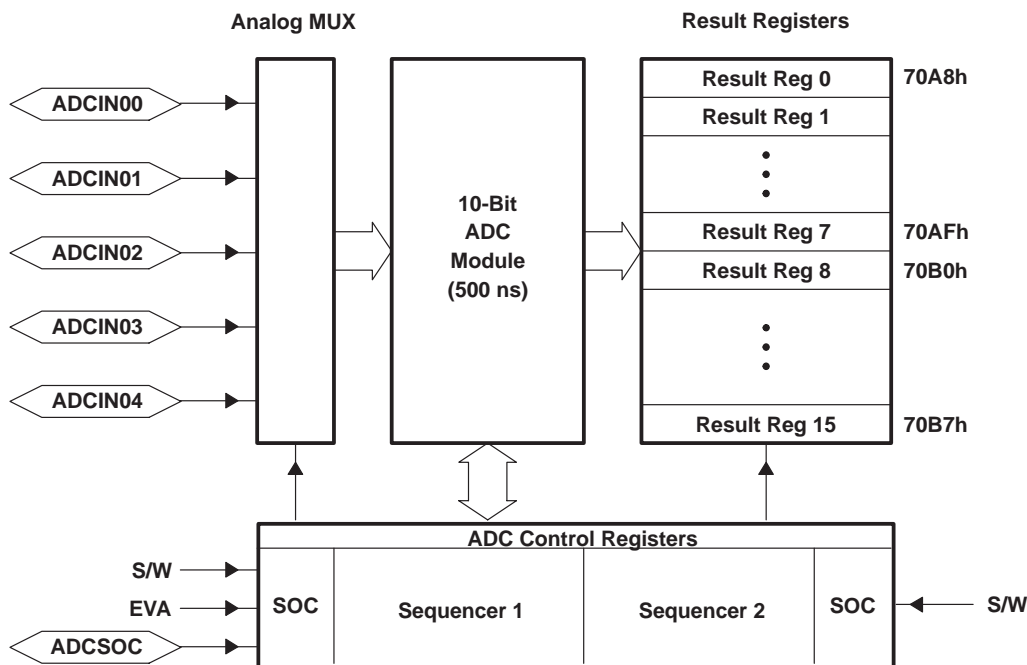 Analog MUX
Result Registers
ADCIN00
ADCIN01
ADCIN02
ADCIN03
ADCIN04
10-Bit
ADC
Module
(500 ns)
Result Reg 0
70A8h
Result Reg 1
Result Reg 7
70AFh
Result Reg 8
70B0h
Result Reg 15
70B7h
ADC Control Registers
S/W
EVA
ADCSOC
SOC
Sequencer 1
Sequencer 2
SOC
S/W